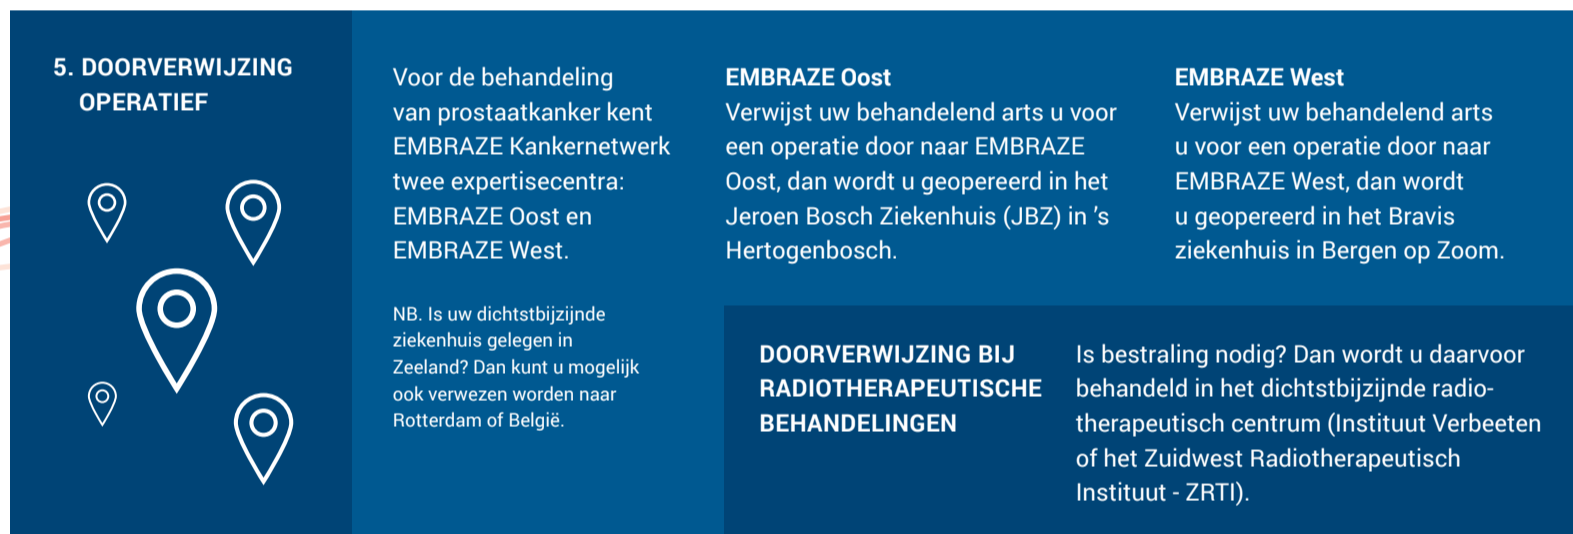 5. DOORVERWIJZING
OPERATIEF
Voor de behandeling
van prostaatkanker kent
EMBRAZE Kankernetwerk
twee expertisecentra:
EMBRAZE Oost en
EMBRAZE West.
NB. Is uw dichtstbijzijnde
ziekenhuis gelegen in
Zeeland? Dan kunt u mogelijk
ook verwezen worden naar
Rotterdam of België.
EMBRAZE Oost
Verwijst uw behandelend arts u voor
een operatie door naar EMBRAZE
Oost, dan wordt u geopereerd in het
Jeroen Bosch Ziekenhuis (JBZ) in ’s
Hertogenbosch.
EMBRAZE West
Verwijst uw behandelend arts
u voor een operatie door naar
EMBRAZE West, dan wordt
u geopereerd in het Bravis
ziekenhuis in Bergen op Zoom.
DOORVERWIJZING BIJ
RADIOTHERAPEUTISCHE
BEHANDELINGEN
Is bestraling nodig? Dan wordt u daarvoor
behandeld in het dichtstbijzijnde radio-
therapeutisch centrum (Instituut Verbeeten
of het Zuidwest Radiotherapeutisch
Instituut - ZRTI).